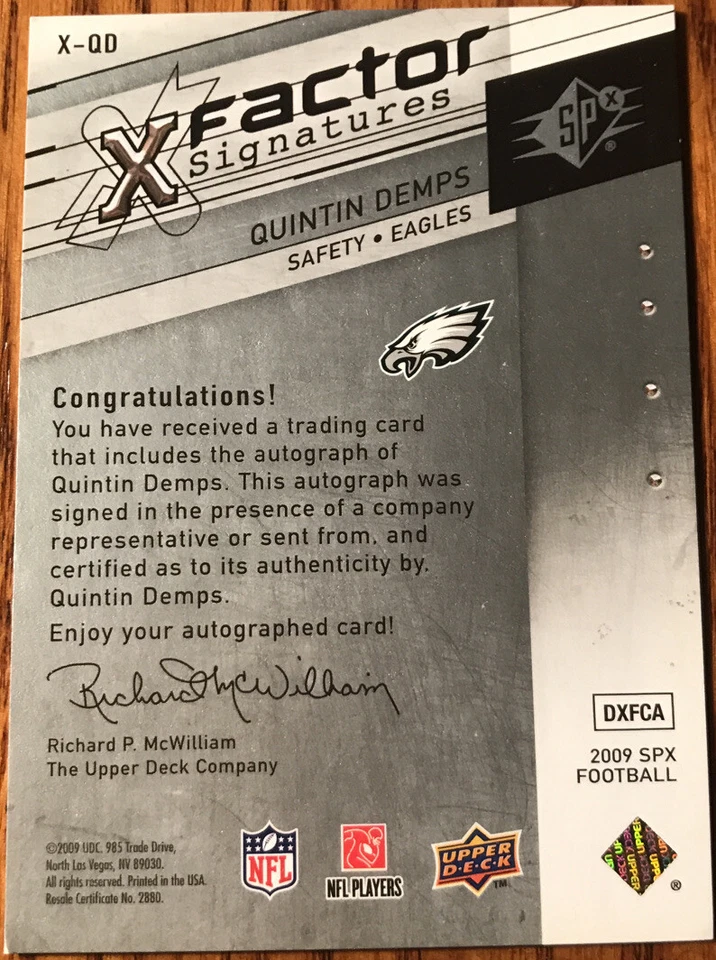 X-QD
X Factor
Signatures
SPx®
QUINTIN DEMPS
SAFETY • EAGLES
Congratulations!
You have received a trading card
that includes the autograph of
Quintin Demps. This autograph was
signed in the presence of a company
representative or sent from, and
certified as to its authenticity by,
Quintin Demps.
Enjoy your autographed card!
Richard P. McWilliam
Richard P. McWilliam
The Upper Deck Company
DXFCA
2009 SPX
FOOTBALL
©2009 UDC. 985 Trade Drive,
North Las Vegas, NV 89030.
All rights reserved. Printed in the USA.
Resale Certificate No. 2880.
NFL
NFL PLAYERS
UPPER
D·E·C·K
TM
®